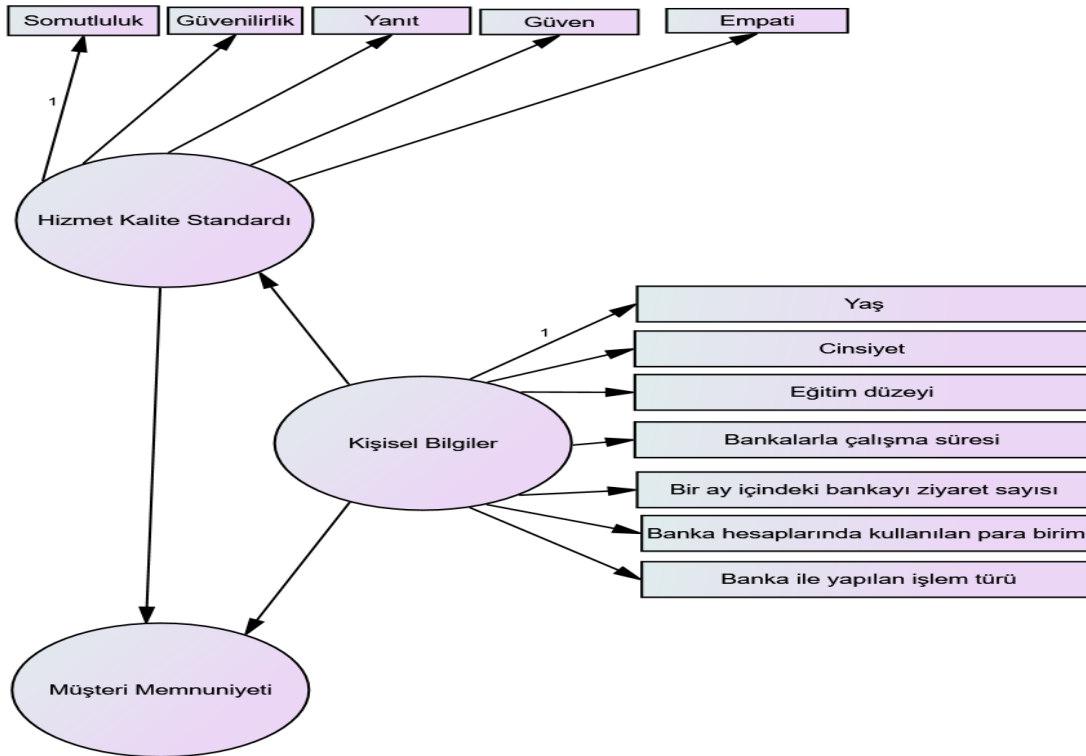 Somutluluk
Güvenilirlik
Yanıt
Güven
Empati
1
Hizmet Kalite Standardı
Yaş
1
Cinsiyet
Eğitim düzeyi
Kişisel Bilgiler
Bankalarla çalışma süresi
Bir ay içindeki bankayı ziyaret sayısı
Banka hesaplarında kullanılan para birim
Banka ile yapılan işlem türü
Müşteri Memnuniyeti